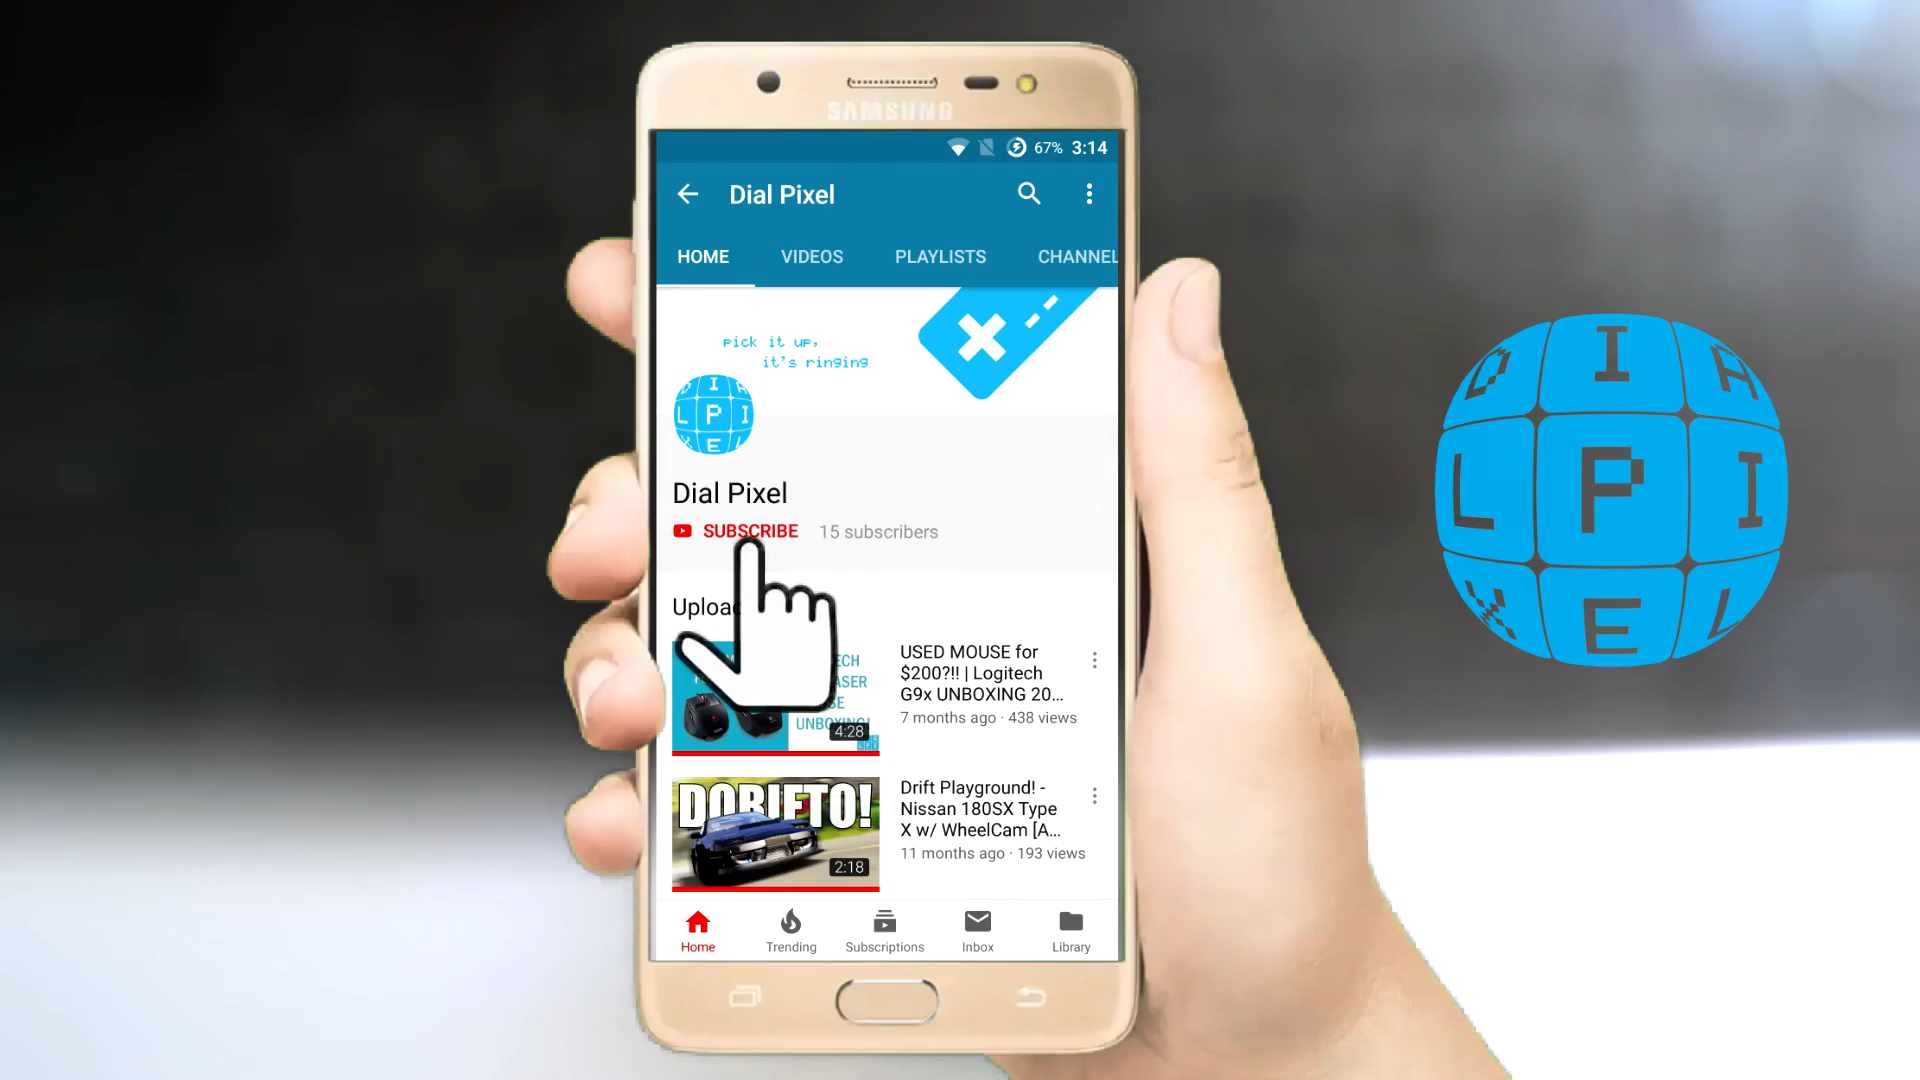 SAMSUNG
67% 3:14
Dial Pixel
HOME VIDEOS PLAYLISTS CHANNEL
pick it up,
it's ringing
D I A
L P I
X E L
Dial Pixel
SUBSCRIBE 15 subscribers
Uploa
USED MOUSE for
$200?!! | Logitech
G9x UNBOXING 20...
7 months ago · 438 views
UNBOXING!
4:28
DORIFTO!
2:18
Drift Playground! -
Nissan 180SX Type
X w/ WheelCam [A...
11 months ago · 193 views
Home Trending Subscriptions Inbox Library
D I A
L P I
X E L